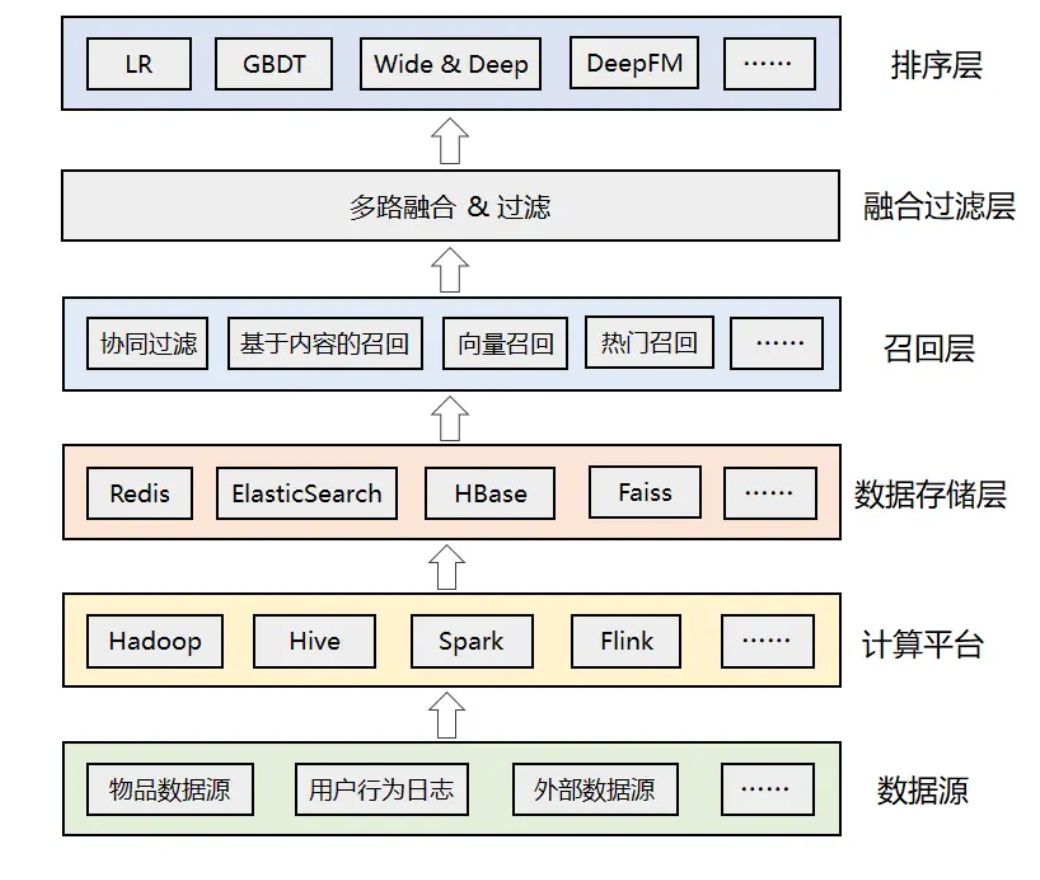 LR GBDT Wide & Deep DeepFM …… 排序层
多路融合 & 过滤 融合过滤层
协同过滤 基于内容的召回 向量召回 热门召回 …… 召回层
Redis ElasticSearch HBase Faiss …… 数据存储层
Hadoop Hive Spark Flink …… 计算平台
物品数据源 用户行为日志 外部数据源 …… 数据源